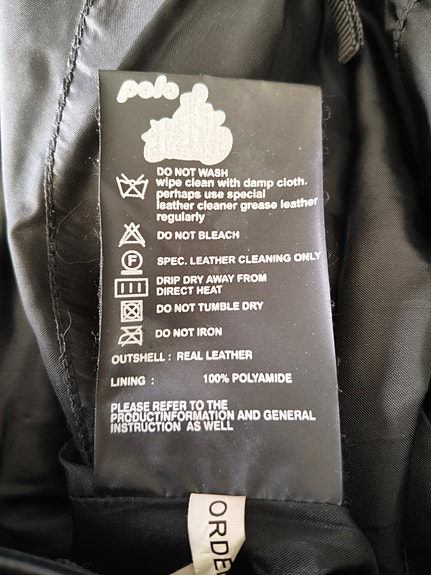 polo
DO NOT WASH
wipe clean with damp cloth.
perhaps use special
leather cleaner grease leather
regularly
DO NOT BLEACH
F
SPEC. LEATHER CLEANING ONLY
DRIP DRY AWAY FROM
DIRECT HEAT
DO NOT TUMBLE DRY
DO NOT IRON
OUTSHELL : REAL LEATHER
LINING : 100% POLYAMIDE
PLEASE REFER TO THE
PRODUCTINFORMATION AND GENERAL
INSTRUCTION AS WELL
ORDE